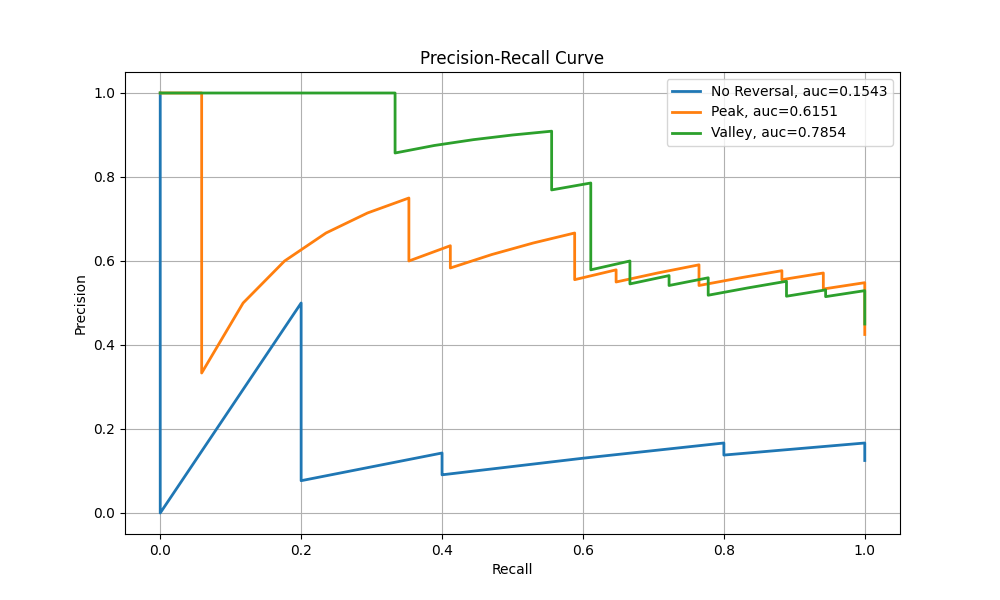 Precision-Recall Curve
No Reversal, auc=0.1543
Peak, auc=0.6151
Valley, auc=0.7854
1.0
0.8
0.6
0.4
0.2
0.0
Precision
0.0 0.2 0.4 0.6 0.8 1.0
Recall